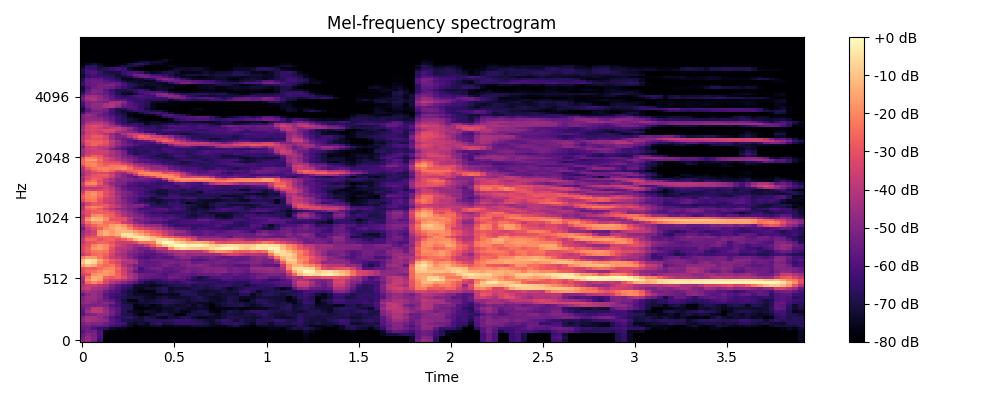 Mel-frequency spectrogram
Hz
4096
2048
1024
512
0
0
0.5
1
1.5
2
2.5
3
3.5
Time
+0 dB
-10 dB
-20 dB
-30 dB
-40 dB
-50 dB
-60 dB
-70 dB
-80 dB